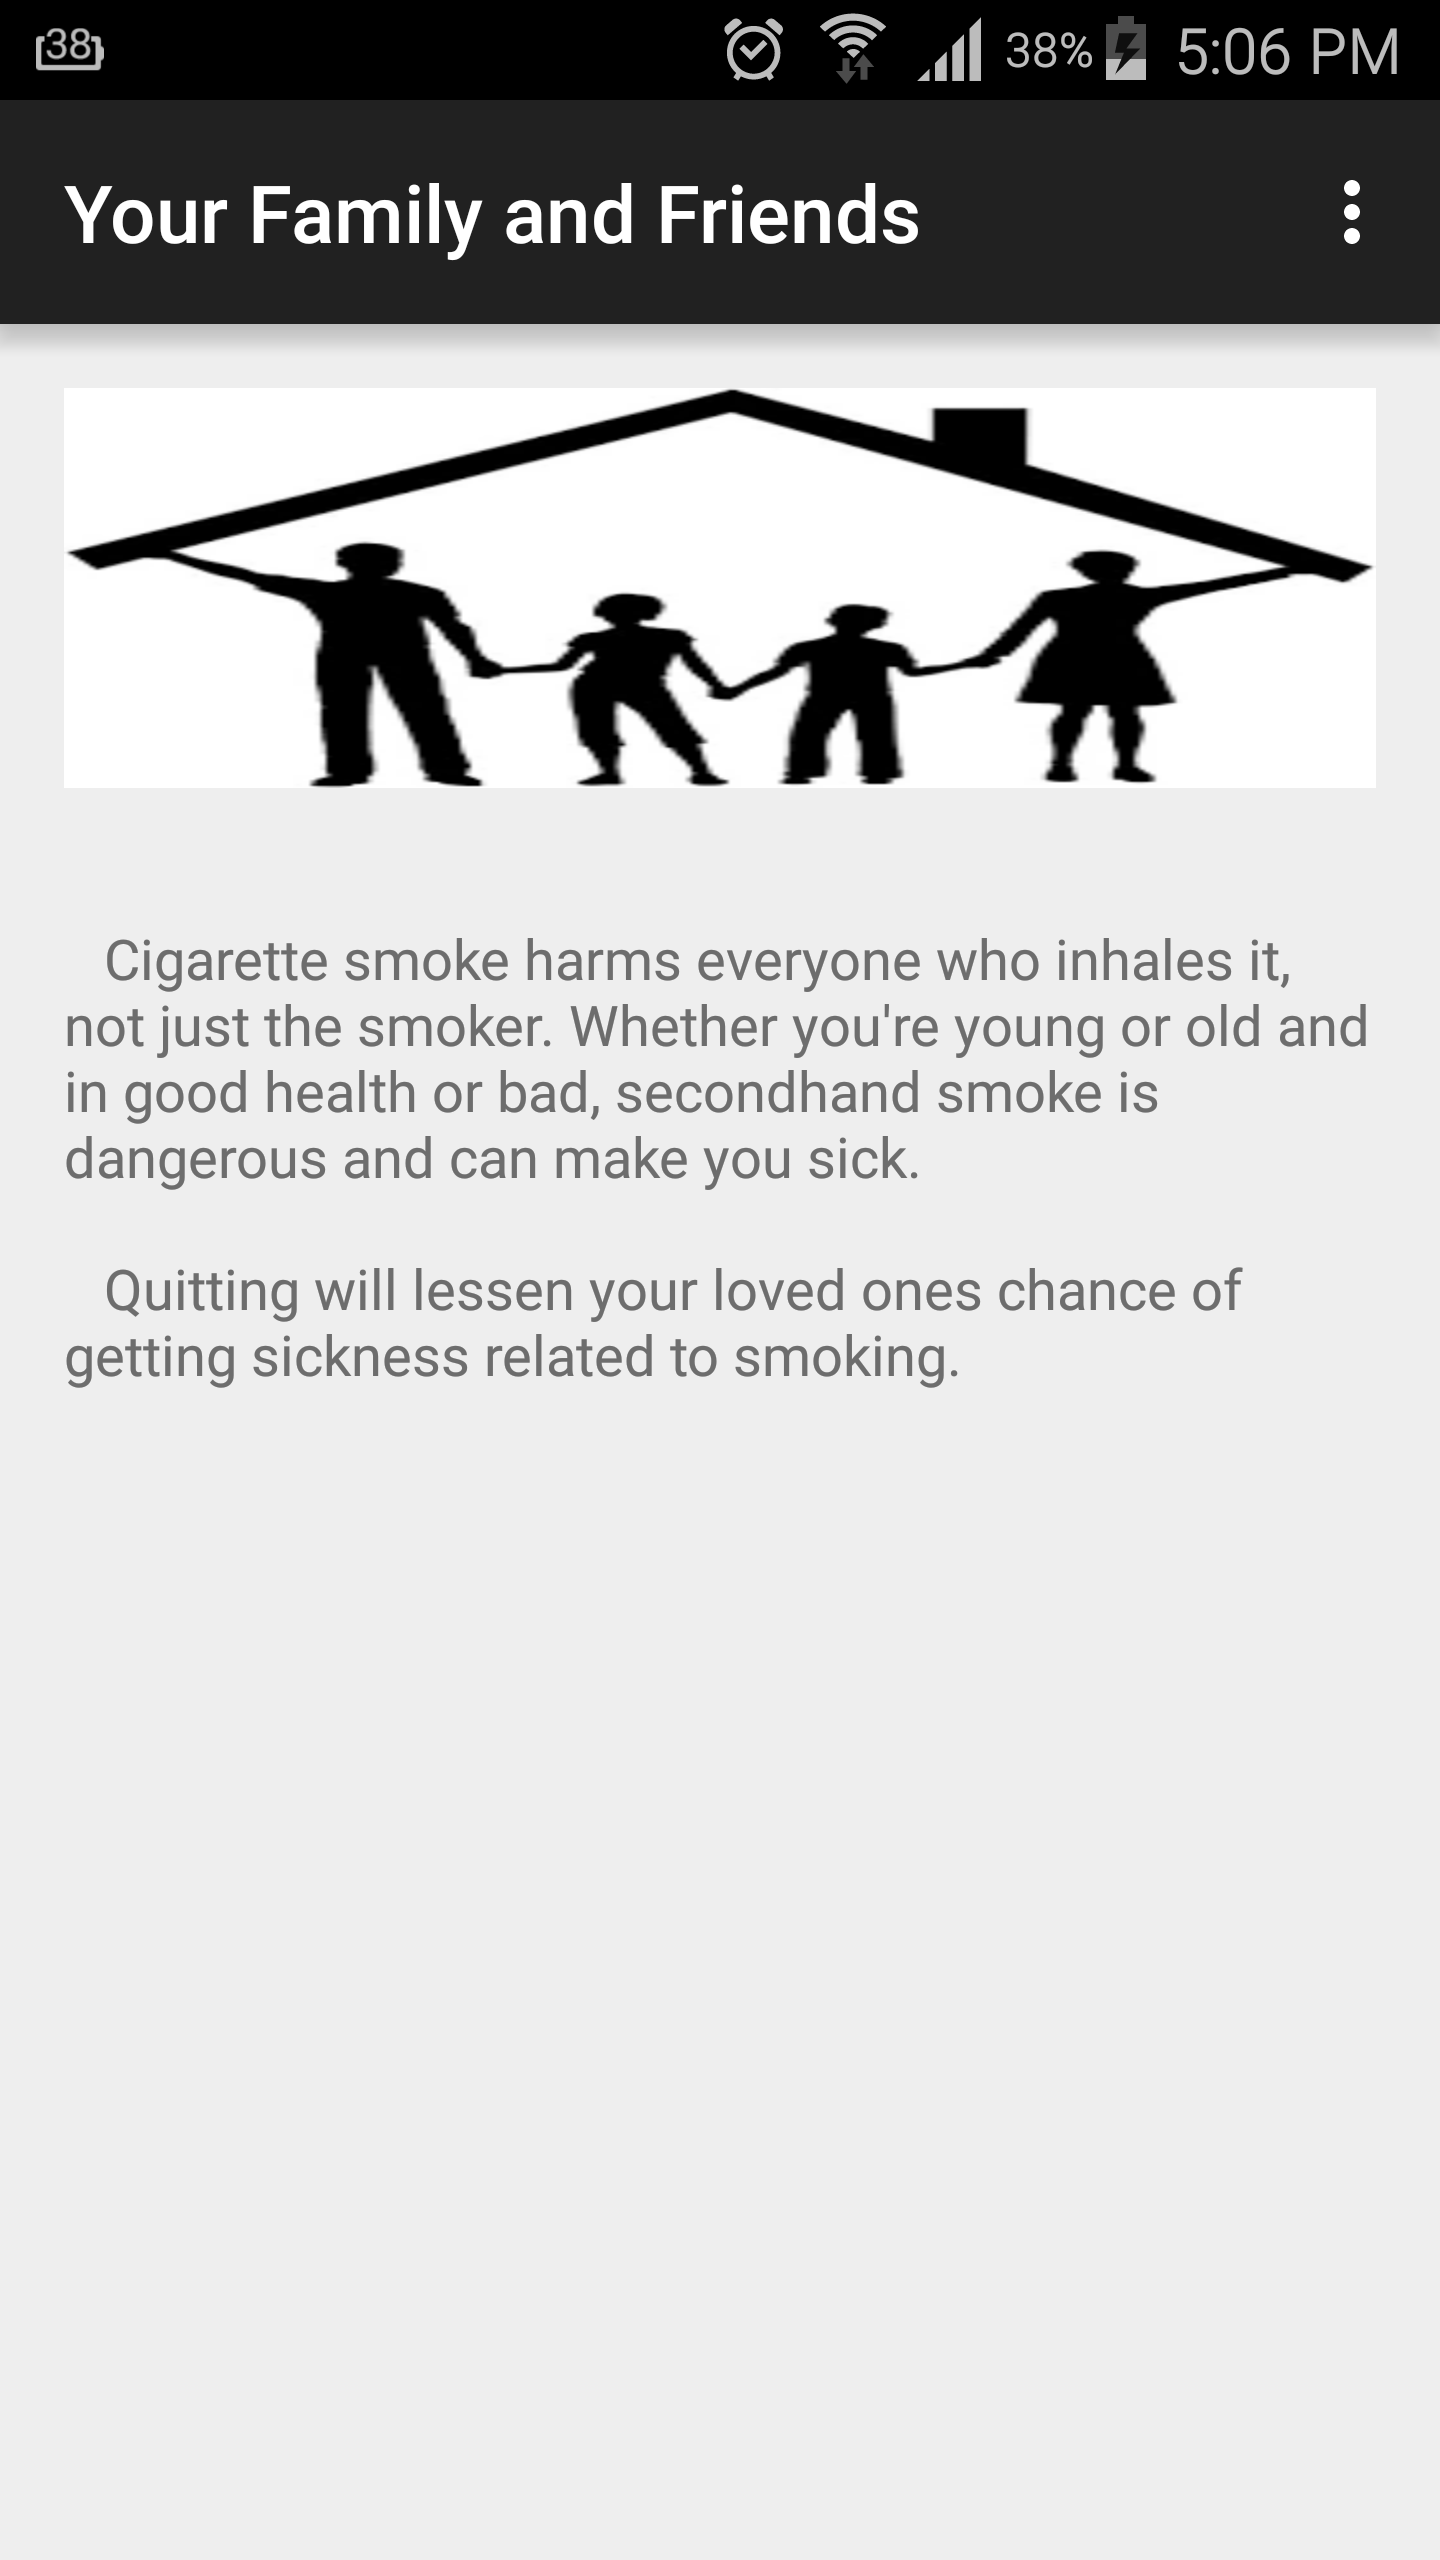 38
38% 5:06 PM
Your Family and Friends
Cigarette smoke harms everyone who inhales it,
not just the smoker. Whether you're young or old and
in good health or bad, secondhand smoke is
dangerous and can make you sick.
Quitting will lessen your loved ones chance of
getting sickness related to smoking.